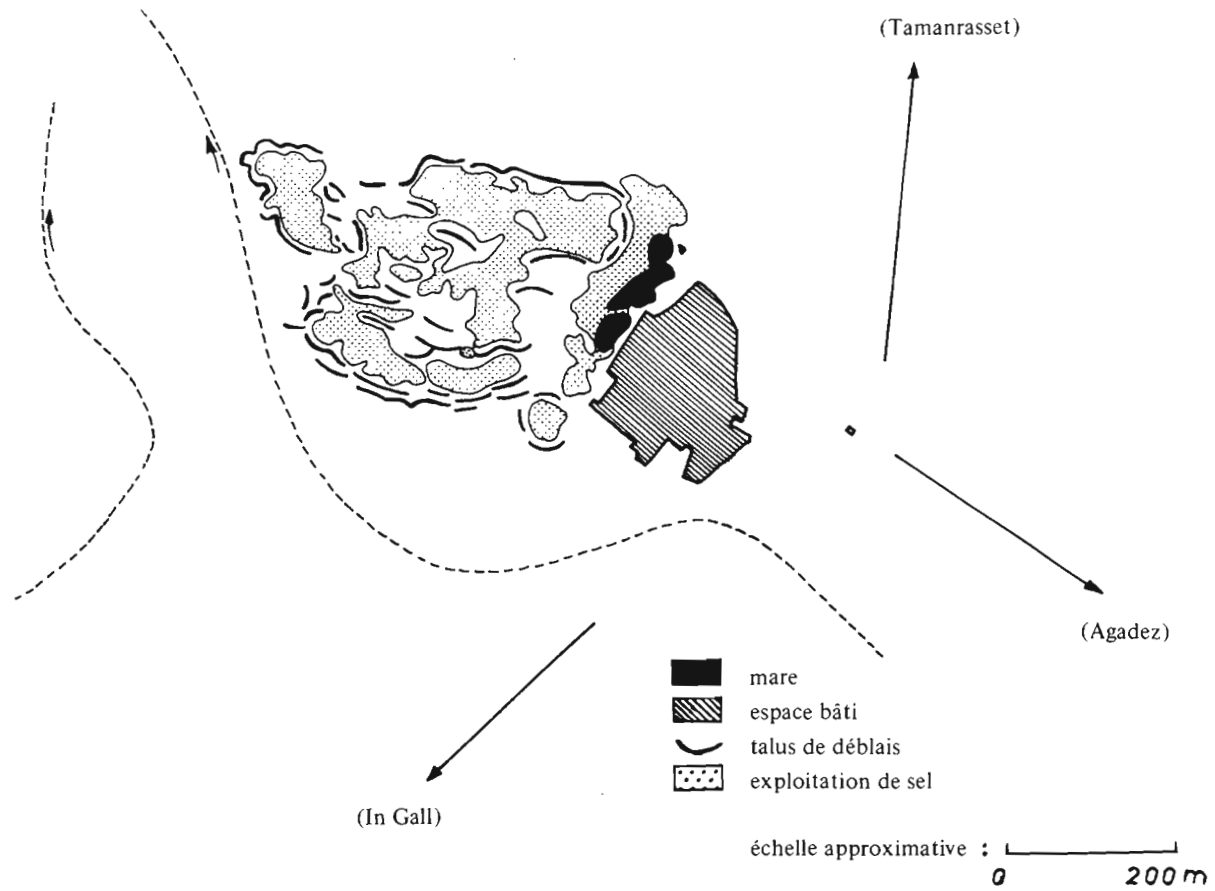 (Tamanrasset)
(Agadez)
(In Gall)
mare
espace bâti
talus de déblais
exploitation de sel
échelle approximative :
0 200 m